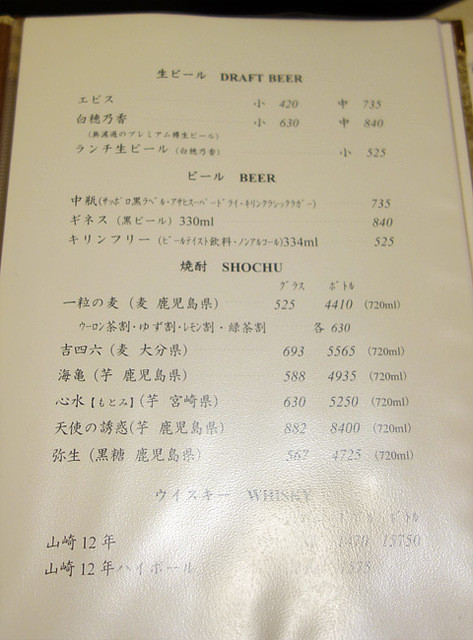 生ビール DRAFT BEER
ヱビス 小 420 中 735
白穂乃香 小 630 中 840
(無濾過のプレミアム樽生ビール)
ランチ生ビール (白穂乃香) 小 525
ビール BEER
中瓶(サッポロ黒ラベル・アサヒスーパードライ・キリンクラシックラガー) 735
ギネス (黒ビール) 330ml 840
キリンフリー (ビールテイスト飲料・ノンアルコール)334ml 525
焼酎 SHOCHU
グラス ボトル
一粒の麦 (麦 鹿児島県) 525 4410 (720ml)
ウーロン茶割・ゆず割・レモン割・緑茶割 各 630
吉四六 (麦 大分県) 693 5565 (720ml)
海亀 (芋 鹿児島県) 588 4935 (720ml)
心水【もとみ】(芋 宮崎県) 630 5250 (720ml)
天使の誘惑(芋 鹿児島県) 882 8400 (720ml)
弥生 (黒糖 鹿児島県) 567 4725 (720ml)
ウイスキー WHISKY
ボトル
山崎12年 15750
山崎12年ハイボール